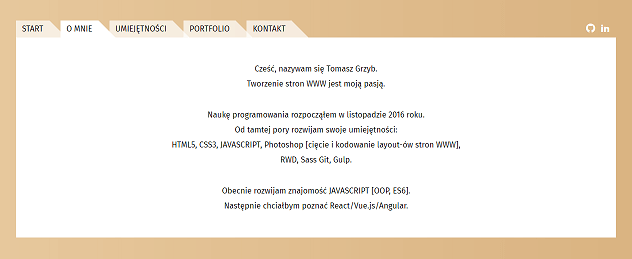 START O MNIE UMIEJĘTNOŚCI PORTFOLIO KONTAKT
Cześć, nazywam się Tomasz Grzyb.
Tworzenie stron WWW jest moją pasją.
Naukę programowania rozpocząłem w listopadzie 2016 roku.
Od tamtej pory rozwijam swoje umiejętności:
HTML5, CSS3, JAVASCRIPT, Photoshop [cięcie i kodowanie layout-ów stron WWW],
RWD, Sass Git, Gulp.
Obecnie rozwijam znajomość JAVASCRIPT [OOP, ES6].
Następnie chciałbym poznać React/Vue.js/Angular.